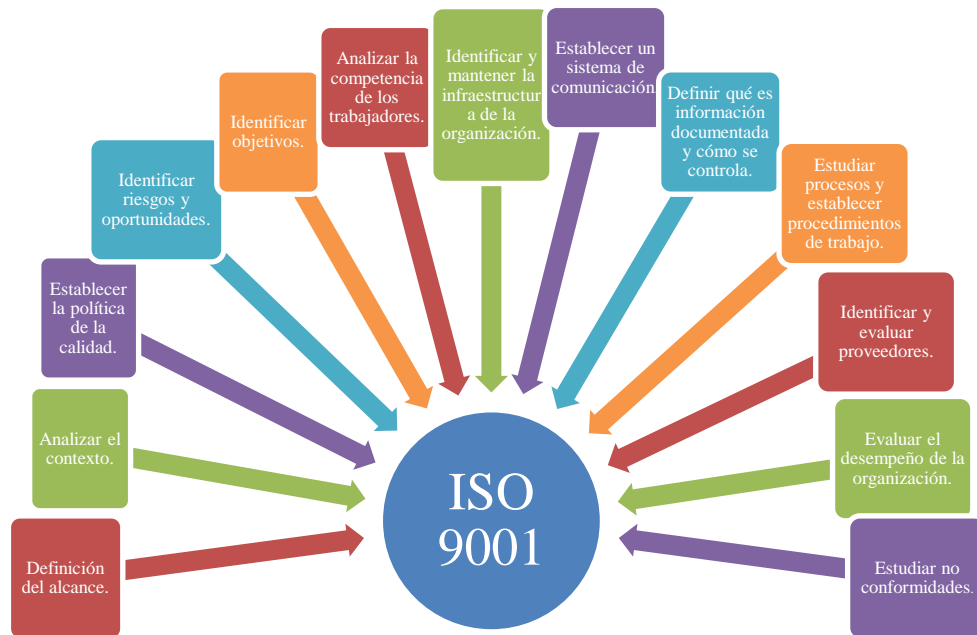 Definición
del alcance.
Analizar el
contexto.
Establecer
la política
de la
calidad.
Identificar
riesgos y
oportunidades.
Identificar
objetivos.
Analizar la
competencia
de los
trabajadores.
Identificar y
mantener la
infraestructur
a de la
organización.
Establecer un
sistema de
comunicación.
Definir qué es
información
documentada
y cómo se
controla.
Estudiar
procesos y
establecer
procedimientos
de trabajo.
Identificar y
evaluar
proveedores.
Evaluar el
desempeño de la
organización.
Estudiar no
conformidades.
ISO
9001